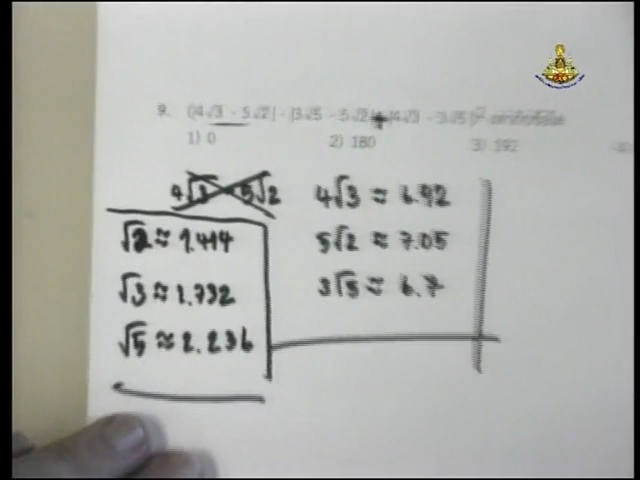 9. (|4√3 - 5√2| - |3√5 - 5√2| + |4√3 - 3√5|)²
1) 0
2) 180
3) 192
4√3 - 5√2
4√3 ≈ 6.92
√2 ≈ 1.414
5√2 ≈ 7.05
√3 ≈ 1.732
3√5 ≈ 6.7
√5 ≈ 2.236